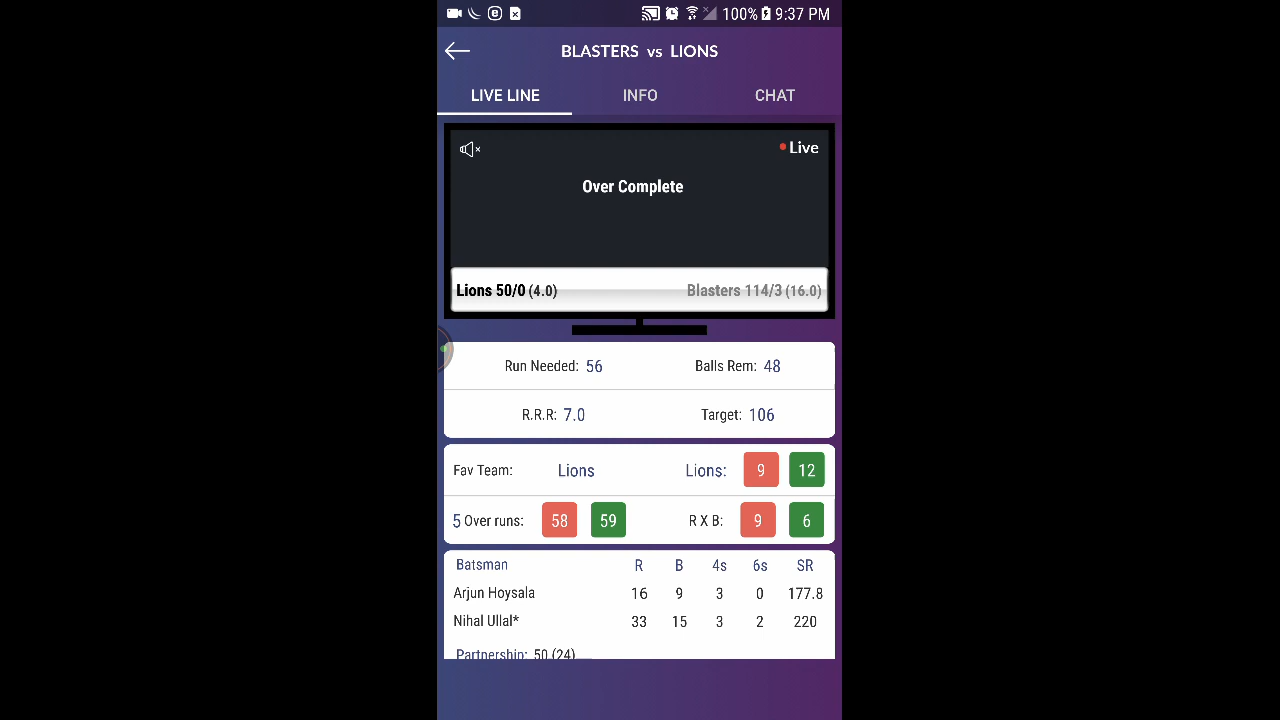 100% 9:37 PM
BLASTERS vs LIONS
LIVE LINE INFO CHAT
Live
Over Complete
Lions 50/0 (4.0) Blasters 114/3 (16.0)
Run Needed: 56 Balls Rem: 48
R.R.R: 7.0 Target: 106
Fav Team: Lions Lions: 9 12
5 Over runs: 58 59 R X B: 9 6
Batsman R B 4s 6s SR
Arjun Hoysala 16 9 3 0 177.8
Nihal Ullal* 33 15 3 2 220
Partnership: 50 (24)